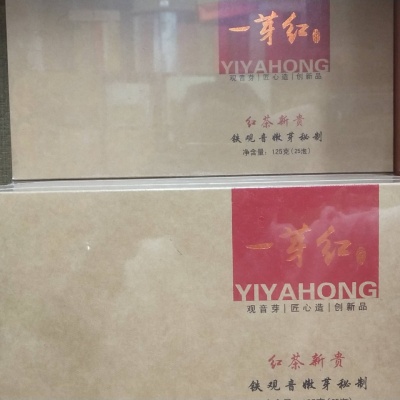 一芽红
YIYAHONG
观音芽|匠心造|创新品
红茶新贵
铁观音嫩芽秘制
净含量：120克(20泡)
一芽红
YIYAHONG
观音芽|匠心造|创新品
红茶新贵
铁观音嫩芽秘制